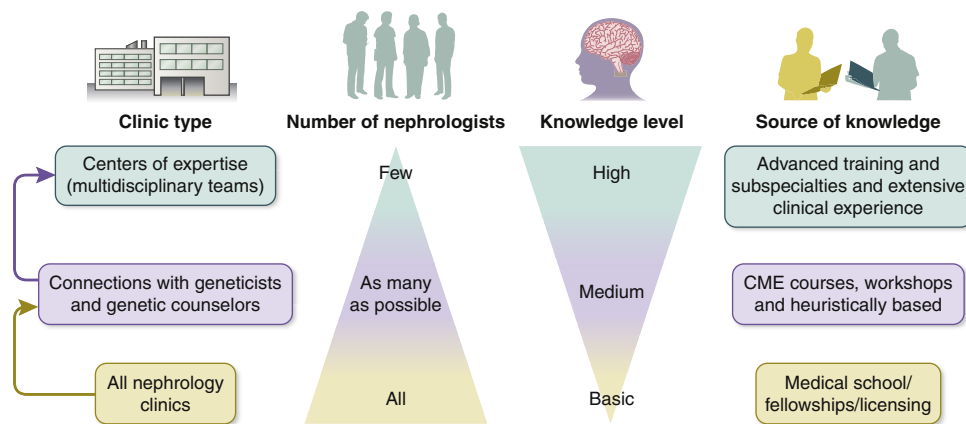 Clinic type
Number of nephrologists
Knowledge level
Source of knowledge
Centers of expertise
(multidisciplinary teams)
Few
High
Advanced training and
subspecialties and extensive
clinical experience
Connections with geneticists
and genetic counselors
As many
as possible
Medium
CME courses, workshops
and heuristically based
All nephrology
clinics
All
Basic
Medical school/
fellowships/licensing